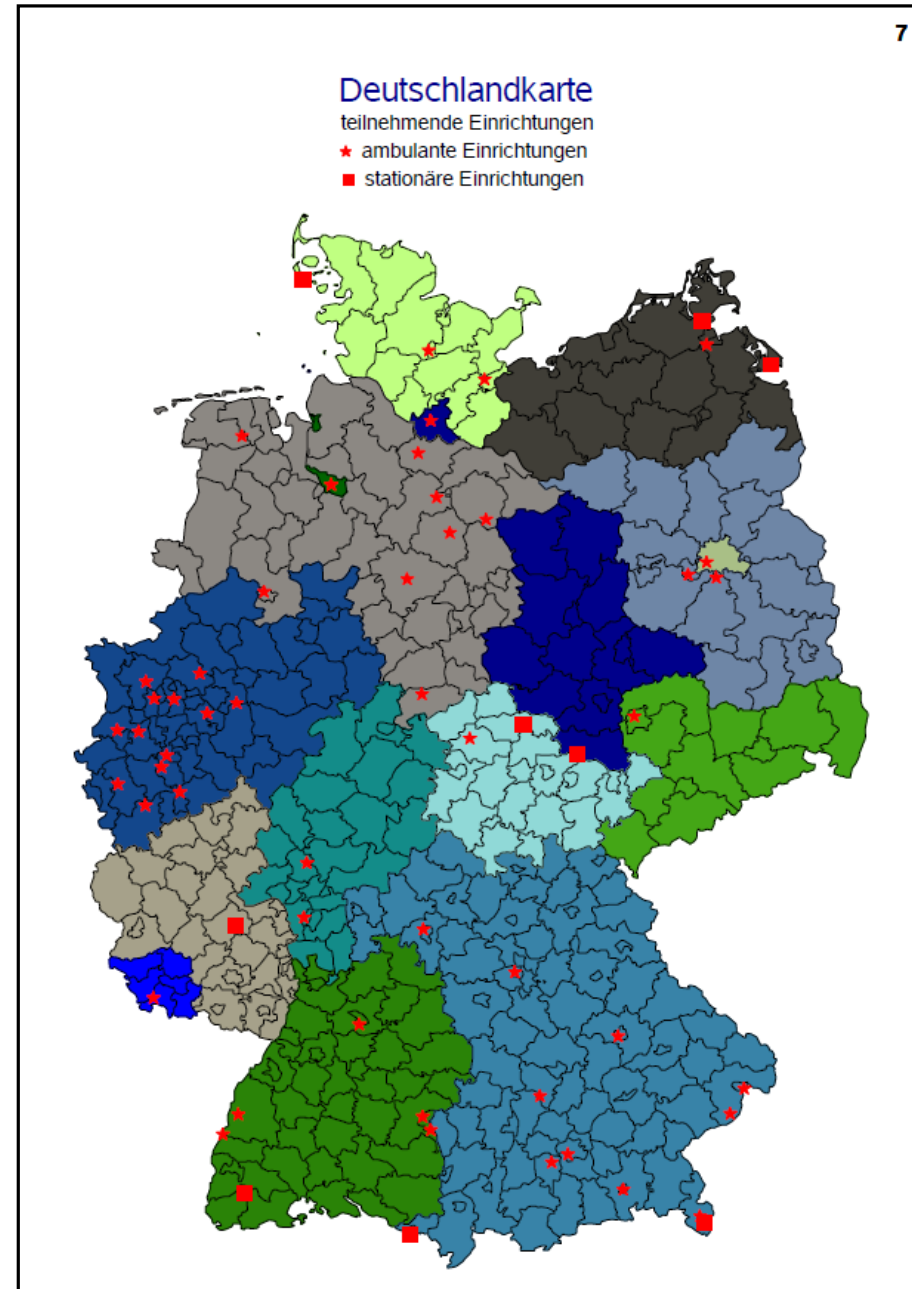 7
Deutschlandkarte
teilnehmende Einrichtungen
ambulante Einrichtungen
stationäre Einrichtungen